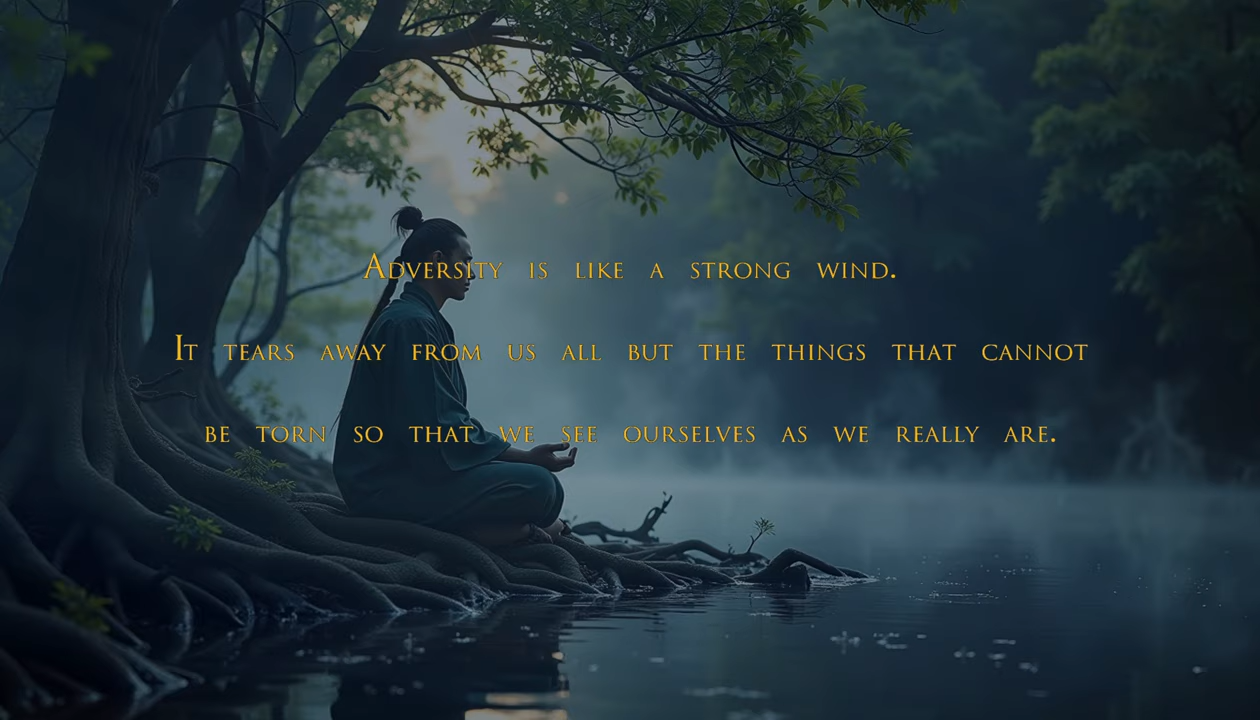 Adversity is like a strong wind.
It tears away from us all but the things that cannot
be torn so that we see ourselves as we really are.